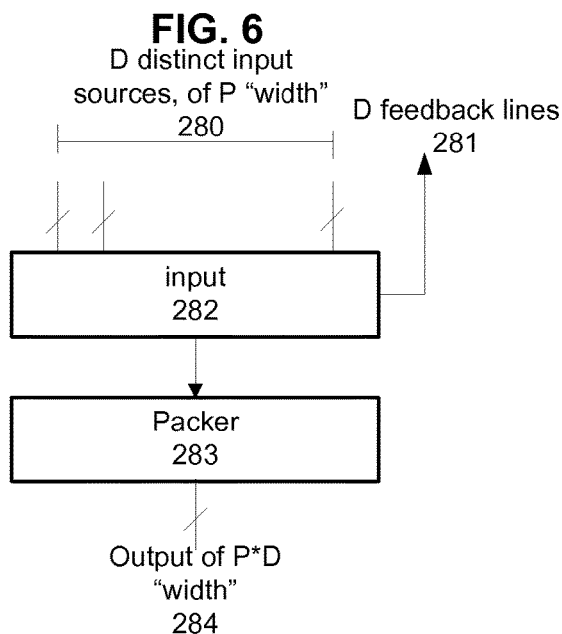 FIG. 6
D distinct input
sources, of P “width”
280
D feedback lines
281
input
282
Packer
283
Output of P*D
“width”
284